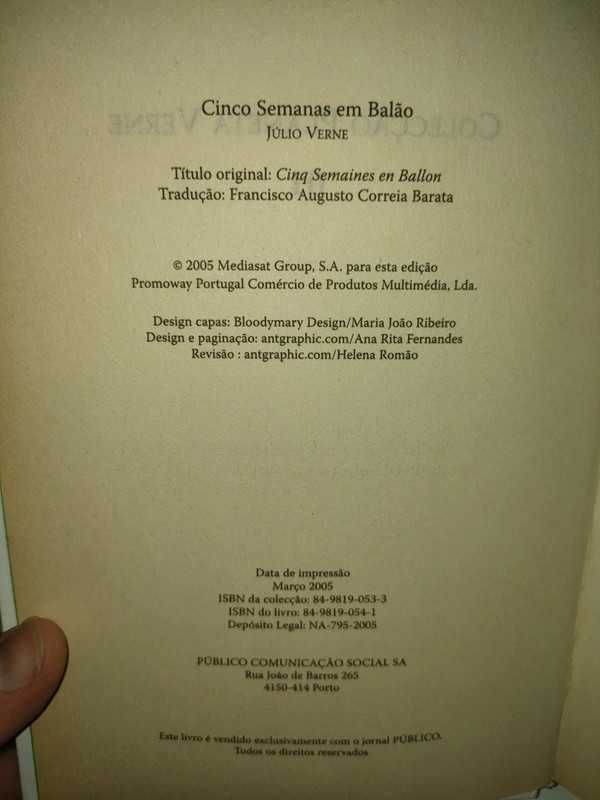 Cinco Semanas em Balão
Júlio Verne
Título original: Cinq Semaines en Ballon
Tradução: Francisco Augusto Correia Barata
© 2005 Mediasat Group, S.A. para esta edição
Promoway Portugal Comércio de Produtos Multimédia, Lda.
Design capas: Bloodymary Design/Maria João Ribeiro
Design e paginação: antgraphic.com/Ana Rita Fernandes
Revisão : antgraphic.com/Helena Romão
Data de impressão
Março 2005
ISBN da colecção: 84-9819-053-3
ISBN do livro: 84-9819-054-1
Depósito Legal: NA-795-2005
PÚBLICO COMUNICAÇÃO SOCIAL SA
Rua João de Barros 265
4150-414 Porto
Este livro é vendido exclusivamente com o jornal PÚBLICO.
Todos os direitos reservados